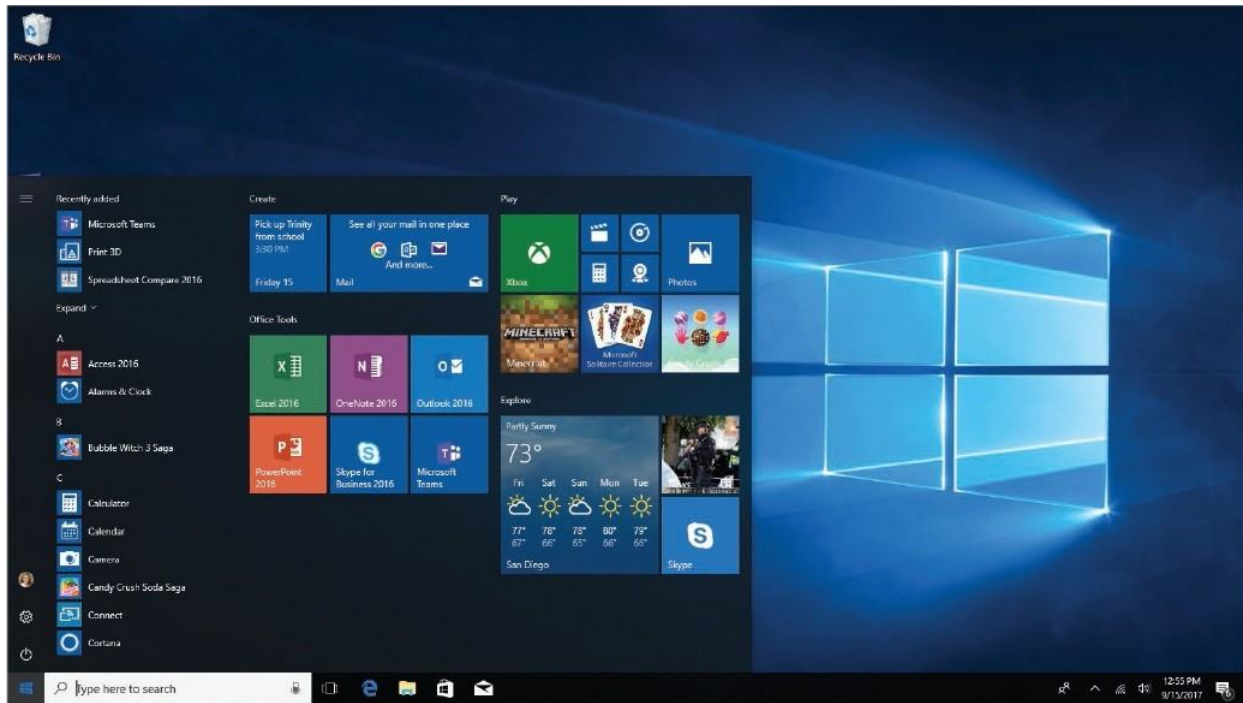 Recycle Bin
Recently added
Microsoft Teams
Print 3D
Spreadsheet Compare 2016
Expand
A
Access 2016
Alarms & Clock
B
Bubble Witch 3 Saga
C
Calculator
Calendar
Camera
Candy Crush Soda Saga
Connect
Cortana
Create
Pick up Trinity
from school
3:30 PM
Friday 15
See all your mail in one place
And more...
Mail
Office Tools
Excel 2016
OneNote 2016
Outlook 2016
PowerPoint
2016
Skype for
Business 2016
Microsoft
Teams
Play
Xbox
Photos
MINECRAFT
Minecraft
Microsoft
Solitaire Collection
Explore
Partly Sunny
73°
Fri Sat Sun Mon Tue
77° 78° 78° 80° 79°
67° 66° 65° 66° 66°
San Diego
Skype
Type here to search
12:55 PM
9/15/2017